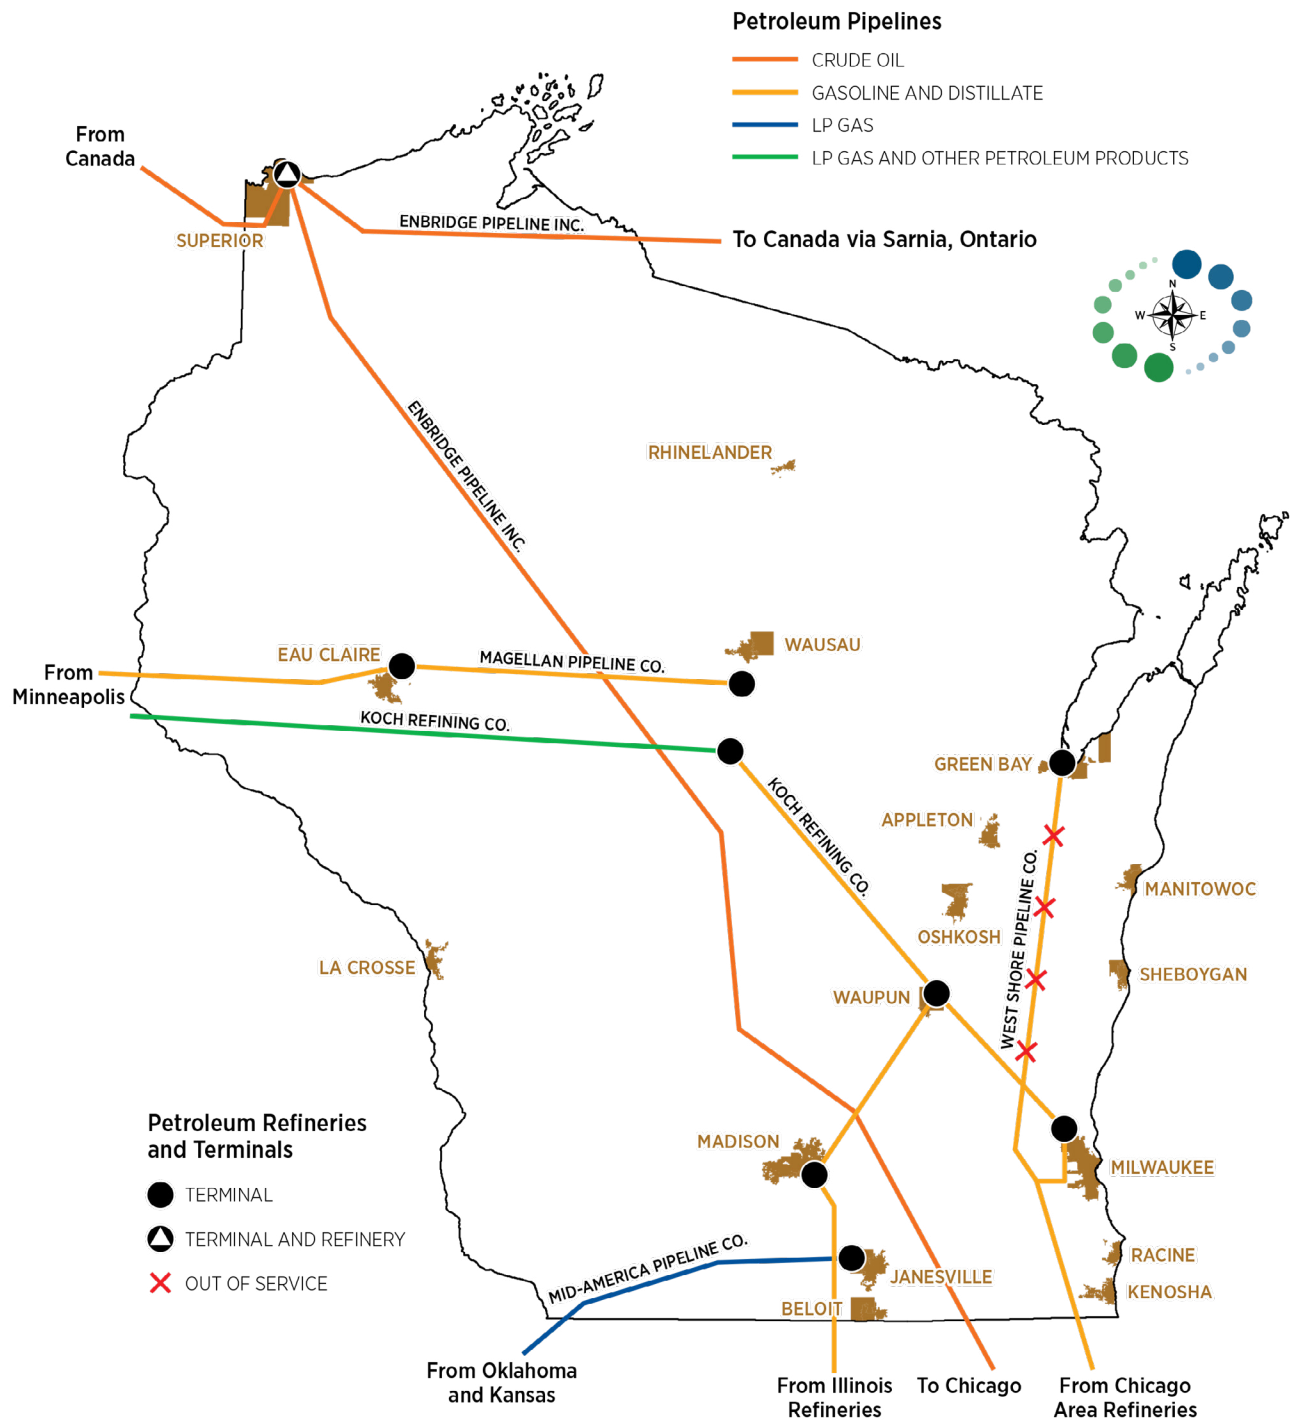 Petroleum Pipelines
CRUDE OIL
GASOLINE AND DISTILLATE
LP GAS
LP GAS AND OTHER PETROLEUM PRODUCTS
From
Canada
SUPERIOR
ENBRIDGE PIPELINE INC.
To Canada via Sarnia, Ontario
N
W
E
S
ENBRIDGE PIPELINE INC.
RHINELANDER
EAU CLAIRE
MAGELLAN PIPELINE CO.
WAUSAU
From
Minneapolis
KOCH REFINING CO.
KOCH REFINING CO.
GREEN BAY
APPLETON
WEST SHORE PIPELINE CO.
MANITOWOC
OSHKOSH
LA CROSSE
SHEBOYGAN
WAUPUN
Petroleum Refineries
and Terminals
TERMINAL
TERMINAL AND REFINERY
OUT OF SERVICE
MADISON
MILWAUKEE
MID-AMERICA PIPELINE CO.
JANESVILLE
RACINE
BELOIT
KENOSHA
From Oklahoma
and Kansas
From Illinois
Refineries
To Chicago
From Chicago
Area Refineries